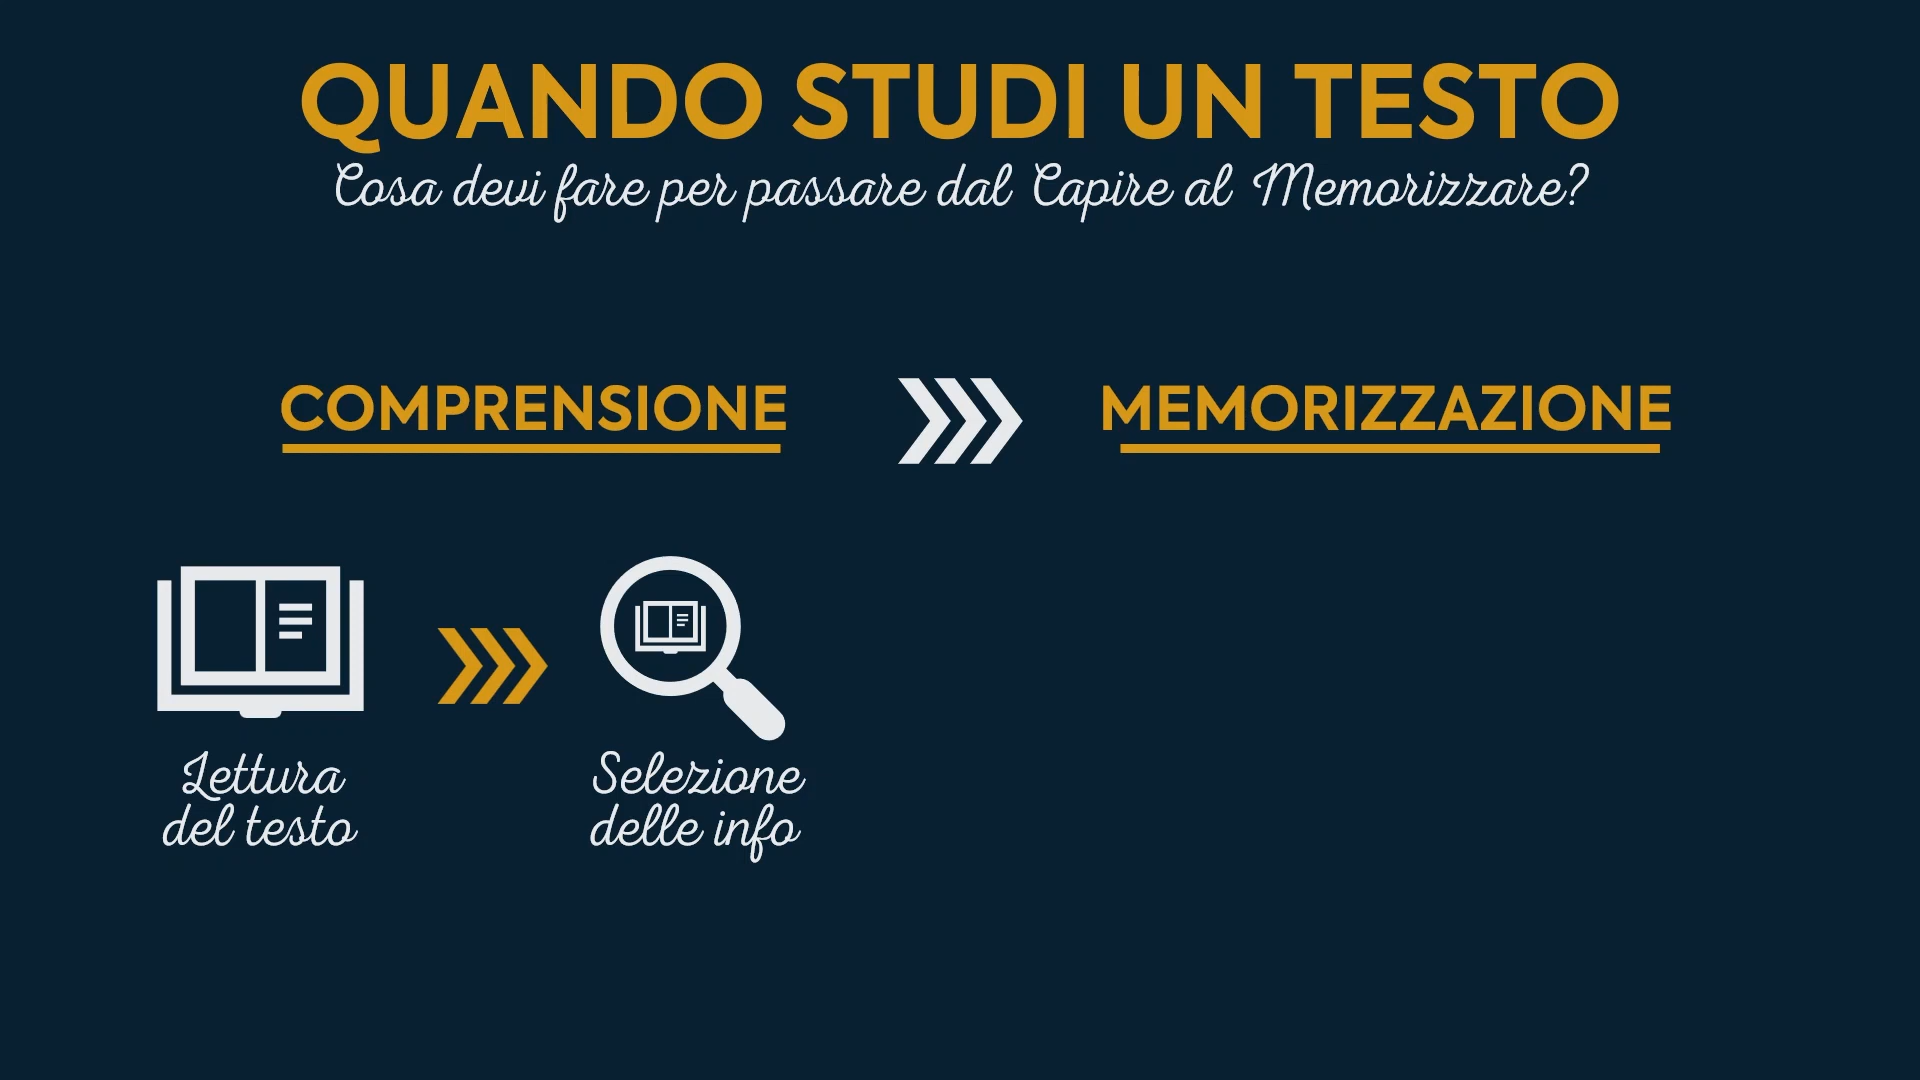 QUANDO STUDI UN TESTO
Cosa devi fare per passare dal Capire al Memorizzare?
COMPRENSIONE
MEMORIZZAZIONE
Lettura
del testo
Selezione
delle info